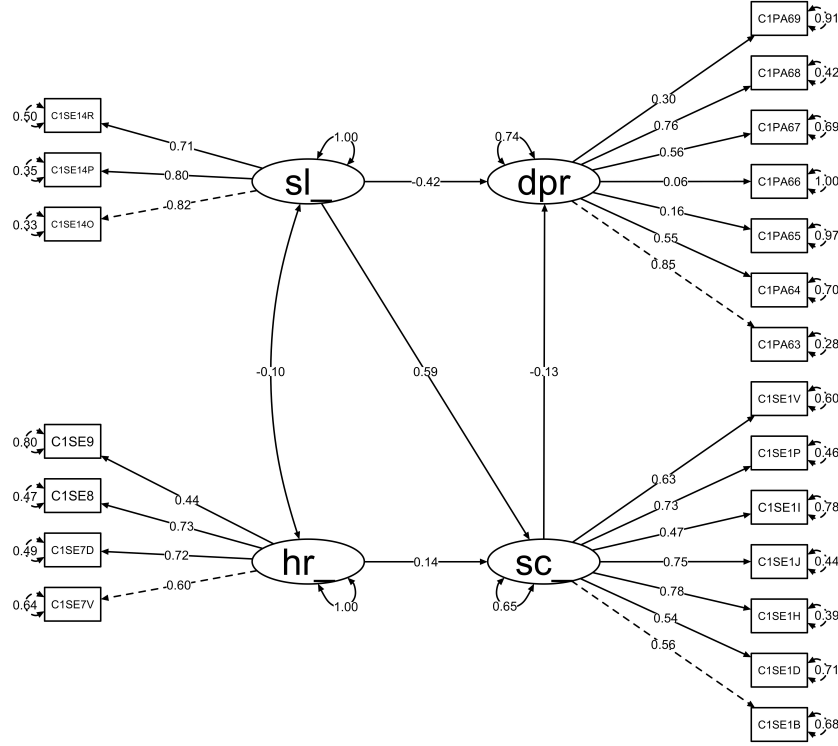 C1PA69 0.91
C1PA68 0.42
0.30
C1SE14R 0.50
0.76
C1PA67 0.69
0.71
1.00
0.74
0.56
C1SE14P 0.35
0.80
sl_
-0.42
dpr
0.06
C1PA66 1.00
0.82
0.16
C1SE14O 0.33
0.55
C1PA65 0.97
0.85
C1PA64 0.70
C1PA63 0.28
-0.10
0.59
-0.13
C1SE1V 0.60
C1SE9 0.80
C1SE1P 0.46
0.63
C1SE8 0.47
0.44
0.73
C1SE1I 0.78
0.73
0.47
C1SE7D 0.49
0.72
hr_
0.14
sc_
0.75
C1SE1J 0.44
0.60
0.78
C1SE7V 0.64
1.00
0.65
0.54
C1SE1H 0.39
0.56
C1SE1D 0.71
C1SE1B 0.68